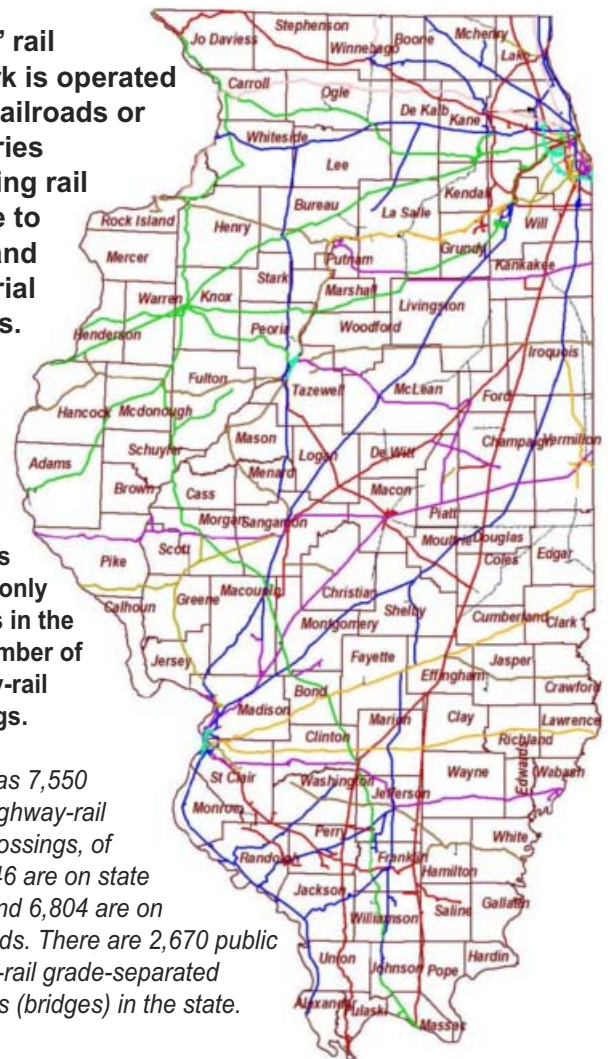 ’ rail
k is operated
ailroads or
ries
ing rail
e to
and
rial
s.
s
only
s in the
mber of
y-rail
gs.
as 7,550
ighway-rail
ossings, of
46 are on state
nd 6,804 are on
ds. There are 2,670 public
-rail grade-separated
s (bridges) in the state.
Jo Daviess
Stephenson
Winnebago
Boone
Mchenry
Lake
Carroll
Ogle
De Kalb
Kane
Whiteside
Lee
Kendall
Will
Rock Island
Henry
Bureau
La Salle
Grundy
Mercer
Putnam
Kankakee
Stark
Marshall
Livingston
Warren
Knox
Peoria
Woodford
Henderson
Iroquois
Fulton
Tazewell
McLean
Ford
Hancock
Mcdonough
Mason
Logan
De Witt
Champaign
Vermilion
Schuyler
Menard
Adams
Brown
Cass
Macon
Piatt
Morgan
Sangamon
Moultrie
Douglas
Pike
Scott
Coles
Edgar
Christian
Macoupin
Shelby
Calhoun
Greene
Montgomery
Cumberland
Clark
Jersey
Fayette
Effingham
Jasper
Crawford
Bond
Madison
Marion
Clay
Lawrence
Clinton
Richland
St Clair
Washington
Wayne
Edwards
Wabash
Jefferson
Monroe
Perry
White
Randolph
Franklin
Hamilton
Jackson
Williamson
Saline
Gallatin
Union
Johnson
Pope
Hardin
Alexander
Pulaski
Massac